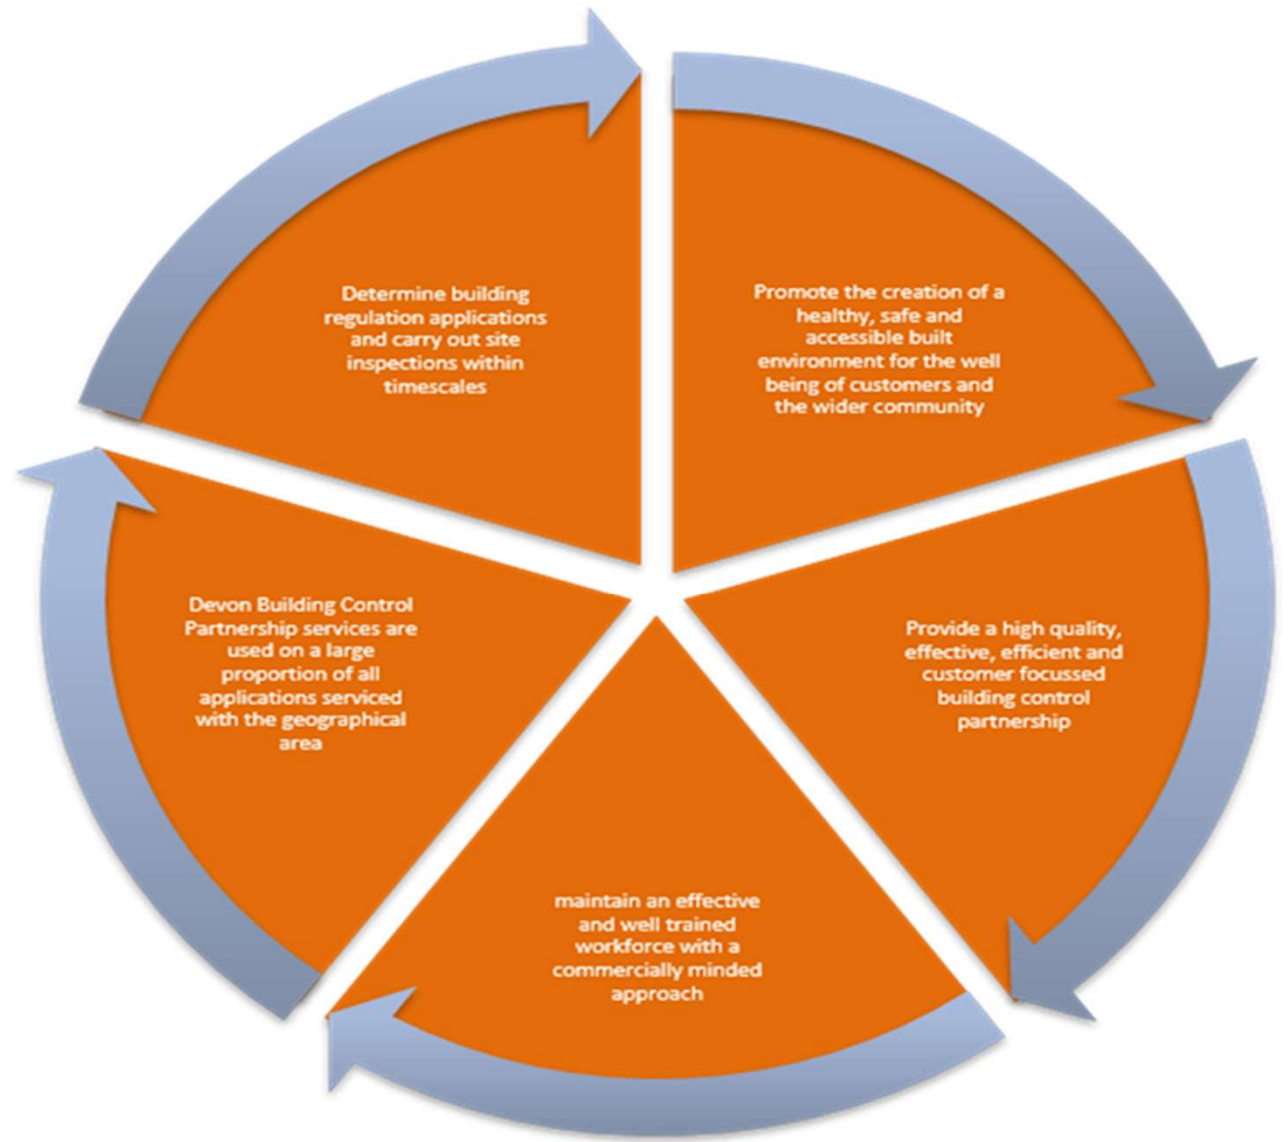 Determine building
regulation applications
and carry out site
inspections within
timescales
Promote the creation of a
healthy, safe and
accessible built
environment for the well
being of customers and
the wider community
Devon Building Control
Partnership services are
used on a large
proportion of all
applications serviced
with the geographical
area
Provide a high quality,
effective, efficient and
customer focussed
building control
partnership
maintain an effective
and well trained
workforce with a
commercially minded
approach